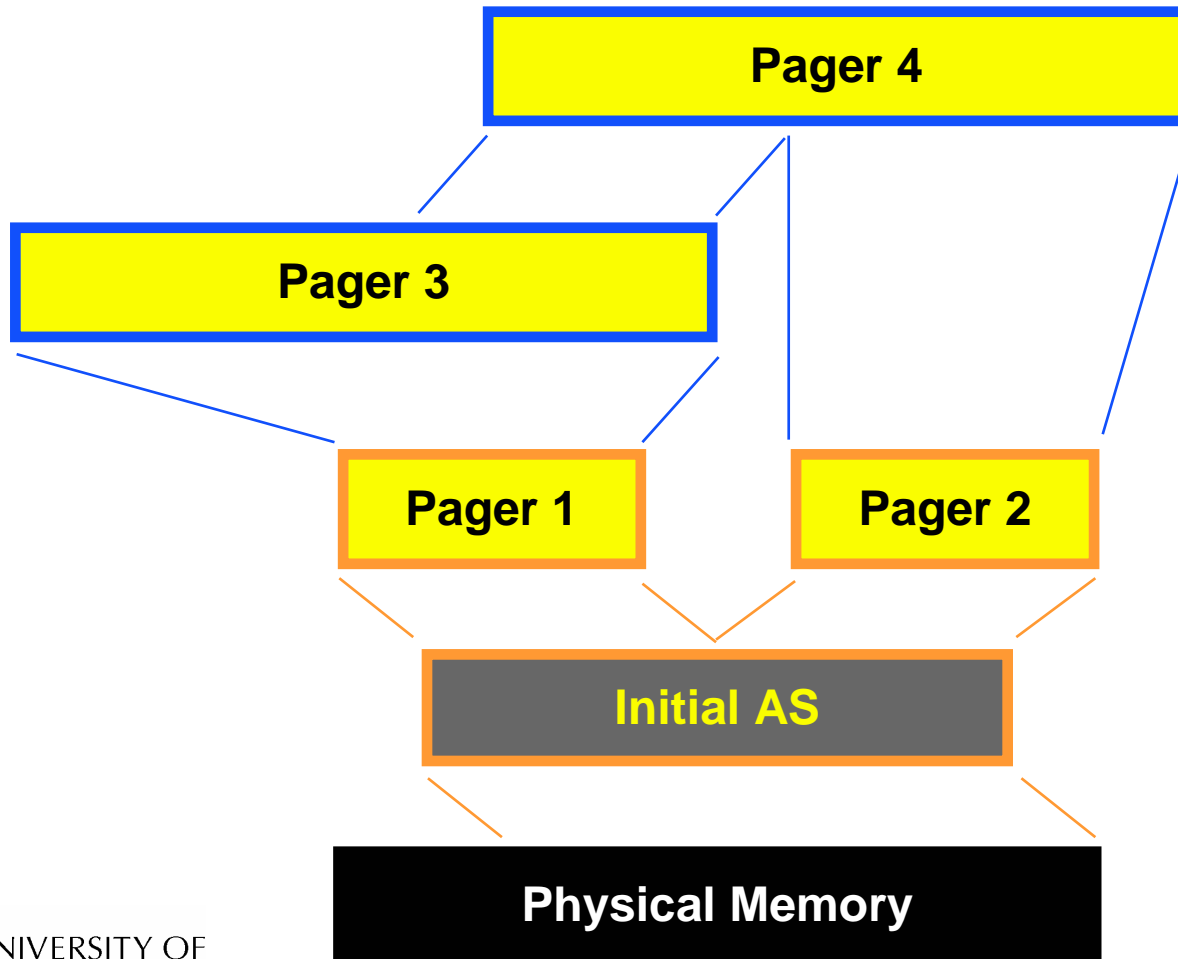 Pager 4
Pager 3
Pager 1
Pager 2
Initial AS
Physical Memory
NIVERSITY OF